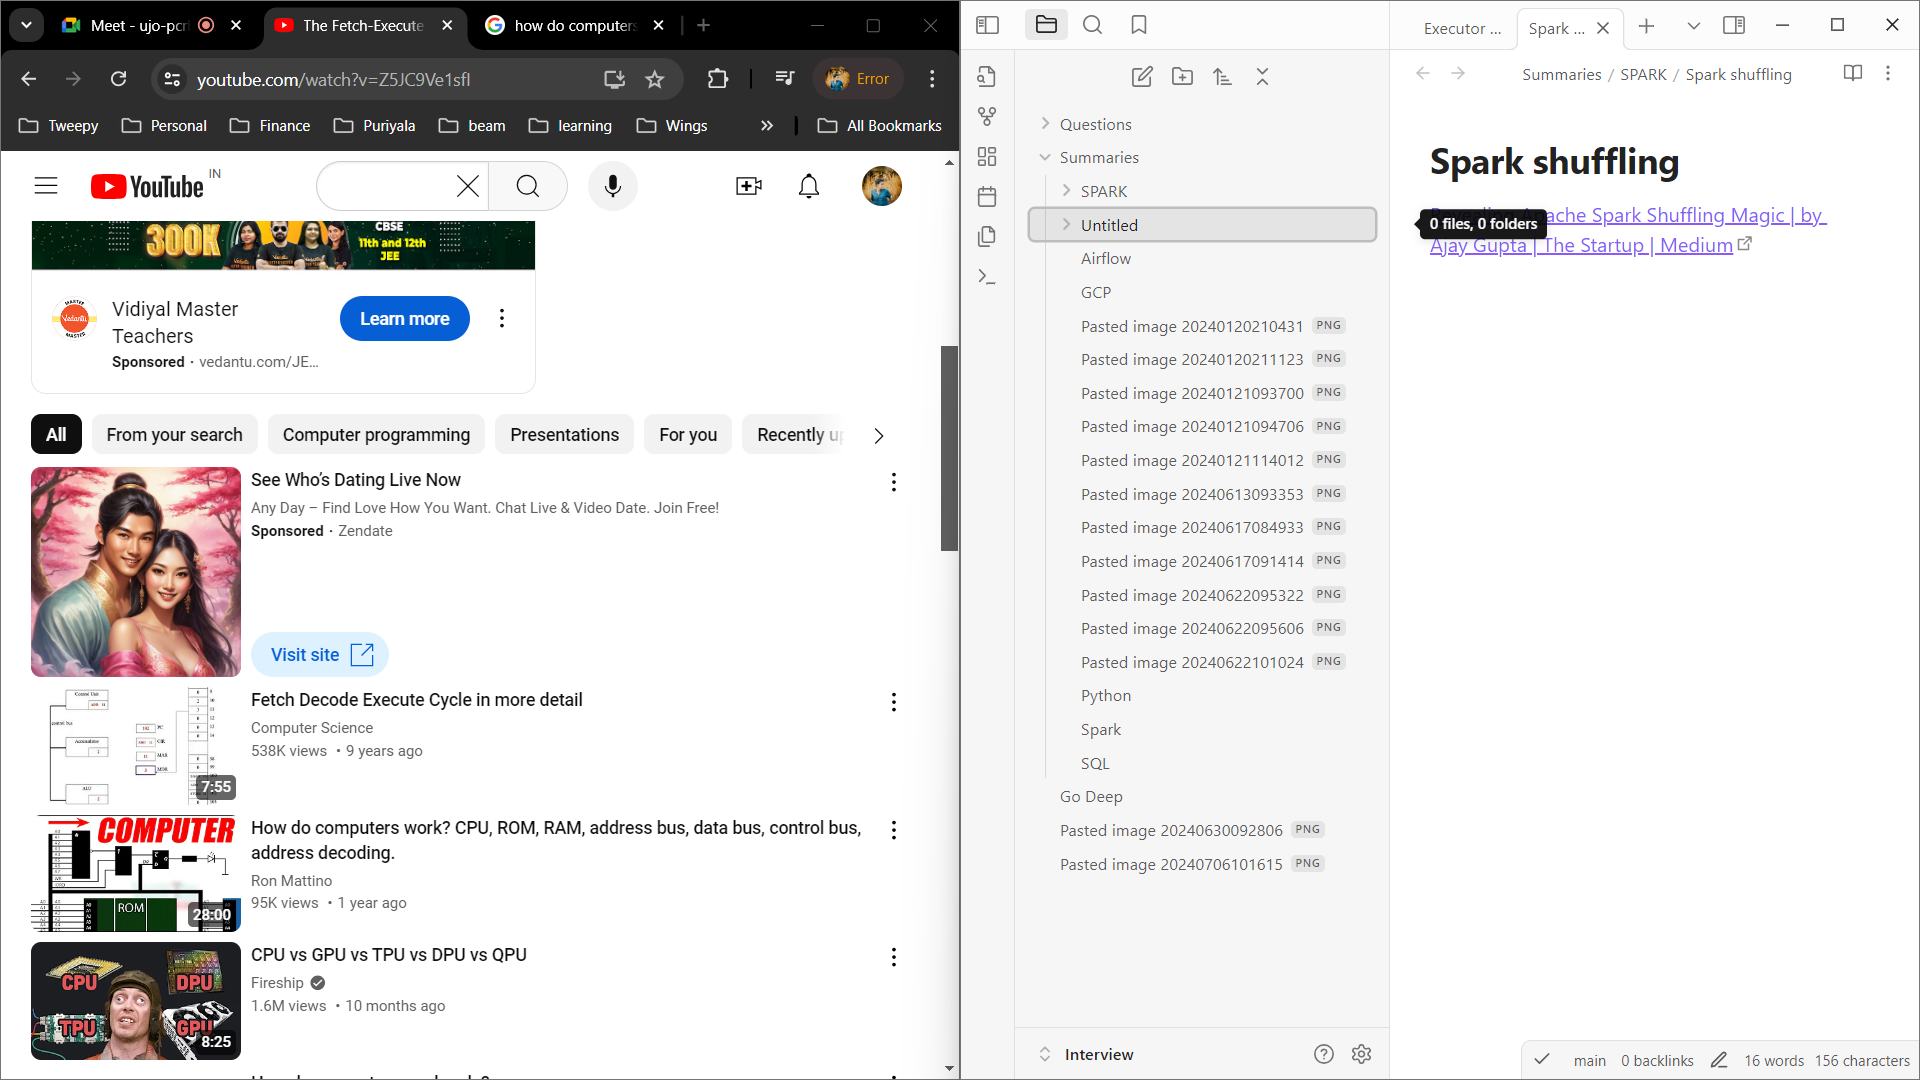 Meet - ujo-pcr
The Fetch-Execute
how do computers
youtube.com/watch?v=Z5JC9Ve1sfI
Error
Tweepy
Personal
Finance
Puriyala
beam
learning
Wings
All Bookmarks
YouTube IN
300K
CBSE
11th and 12th
JEE
Vidiyal Master
Teachers
Sponsored · vedantu.com/JE...
Learn more
All
From your search
Computer programming
Presentations
For you
Recently up
See Who's Dating Live Now
Any Day – Find Love How You Want. Chat Live & Video Date. Join Free!
Sponsored · Zendate
Visit site
Fetch Decode Execute Cycle in more detail
Computer Science
538K views • 9 years ago
7:55
COMPUTER
ROM
28:00
How do computers work? CPU, ROM, RAM, address bus, data bus, control bus,
address decoding.
Ron Mattino
95K views • 1 year ago
CPU
DPU
TPU
GPU
8:25
CPU vs GPU vs TPU vs DPU vs QPU
Fireship
1.6M views • 10 months ago
Questions
Summaries
SPARK
Untitled
Airflow
GCP
Pasted image 20240120210431 PNG
Pasted image 20240120211123 PNG
Pasted image 20240121093700 PNG
Pasted image 20240121094706 PNG
Pasted image 20240121114012 PNG
Pasted image 20240613093353 PNG
Pasted image 20240617084933 PNG
Pasted image 20240617091414 PNG
Pasted image 20240622095322 PNG
Pasted image 20240622095606 PNG
Pasted image 20240622101024 PNG
Python
Spark
SQL
Go Deep
Pasted image 20240630092806 PNG
Pasted image 20240706101615 PNG
Interview
Executor ...
Spark ...
Summaries / SPARK / Spark shuffling
Spark shuffling
Apache Spark Shuffling Magic | by
0 files, 0 folders
Ajay Gupta | The Startup | Medium
main
0 backlinks
16 words
156 characters